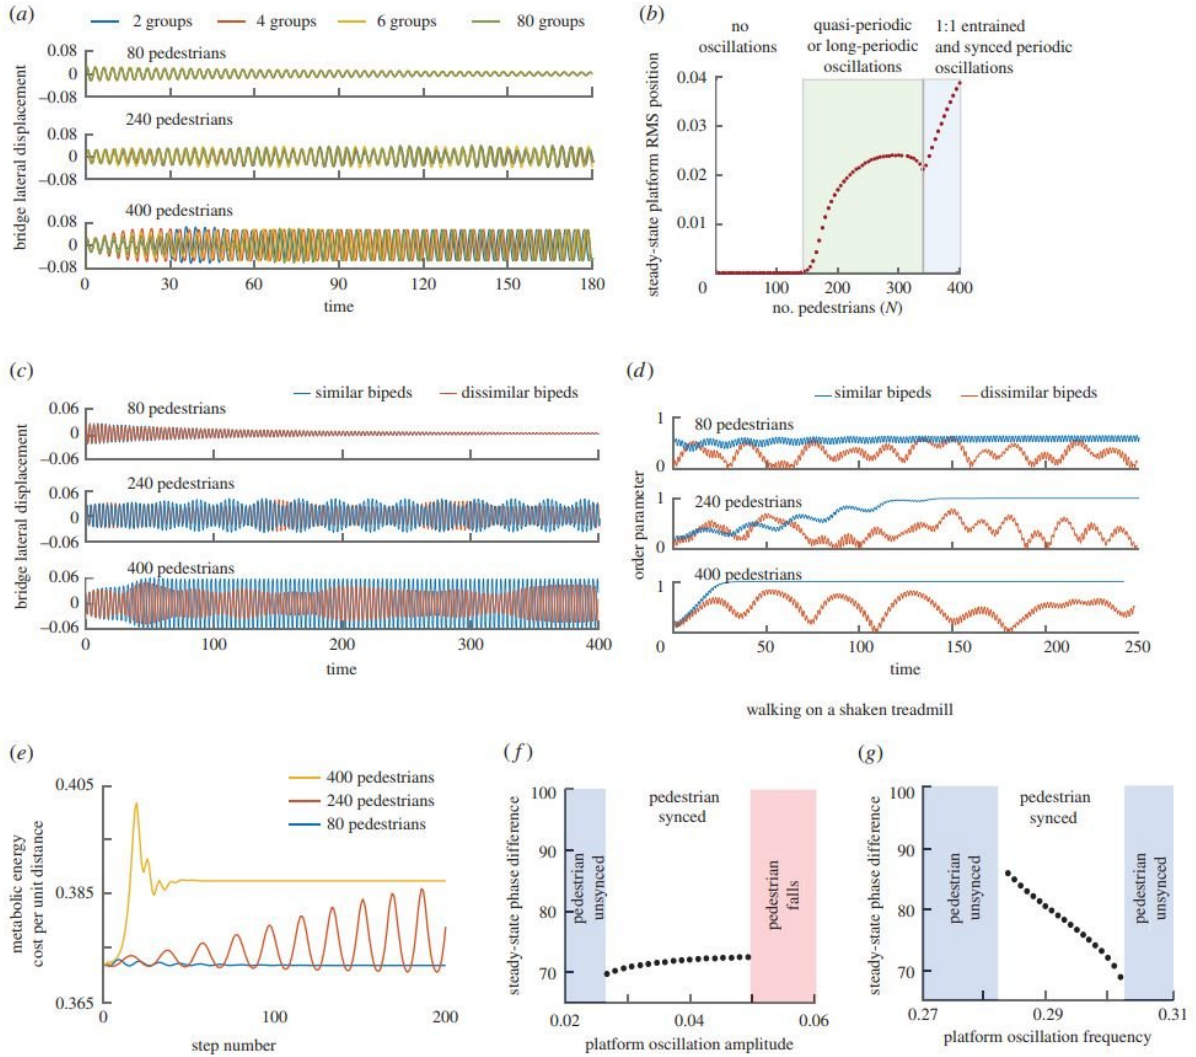 (a)
2 groups 4 groups 6 groups 80 groups
80 pedestrians
0.08
0
–0.08
240 pedestrians
0.08
0
–0.08
400 pedestrians
0.08
0
–0.08
bridge lateral displacement
0 30 60 90 120 150 180
time
(b)
no
oscillations
quasi-periodic
or long-periodic
oscillations
1:1 entrained
and synced periodic
oscillations
steady-state platform RMS position
0.04
0.03
0.02
0.01
0 100 200 300 400
no. pedestrians (N)
(c)
similar bipeds dissimilar bipeds
80 pedestrians
0.06
0
–0.06
240 pedestrians
0.06
0
–0.06
400 pedestrians
0.06
0
–0.06
bridge lateral displacement
0 100 200 300 400
time
(d)
similar bipeds dissimilar bipeds
80 pedestrians
1
0
240 pedestrians
1
0
400 pedestrians
1
0
order parameter
0 50 100 150 200 250
time
walking on a shaken treadmill
(e)
400 pedestrians
240 pedestrians
80 pedestrians
0.405
0.385
0.365
metabolic energy
cost per unit distance
0 100 200
step number
(f)
steady-state phase difference
100
90
80
70
pedestrian
unsynced
pedestrian
synced
pedestrian
falls
0.02 0.04 0.06
platform oscillation amplitude
(g)
steady-state phase difference
100
90
80
70
pedestrian
unsynced
pedestrian
synced
pedestrian
unsynced
0.27 0.29 0.31
platform oscillation frequency